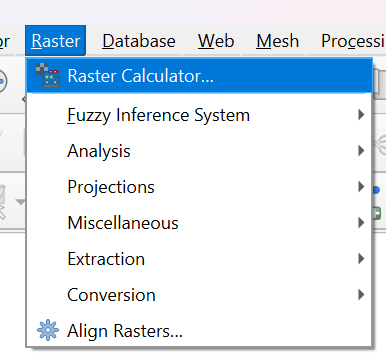 or Raster Database Web Mesh Processi
Raster Calculator...
Fuzzy Inference System
Analysis
Projections
Miscellaneous
Extraction
Conversion
Align Rasters...